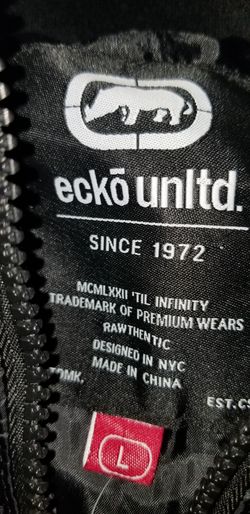 eckō unltd.
SINCE 1972
MCMLXXII 'TIL INFINITY
TRADEMARK OF PREMIUM WEARS
RAWTHENTIC
DESIGNED IN NYC
MADE IN CHINA
L